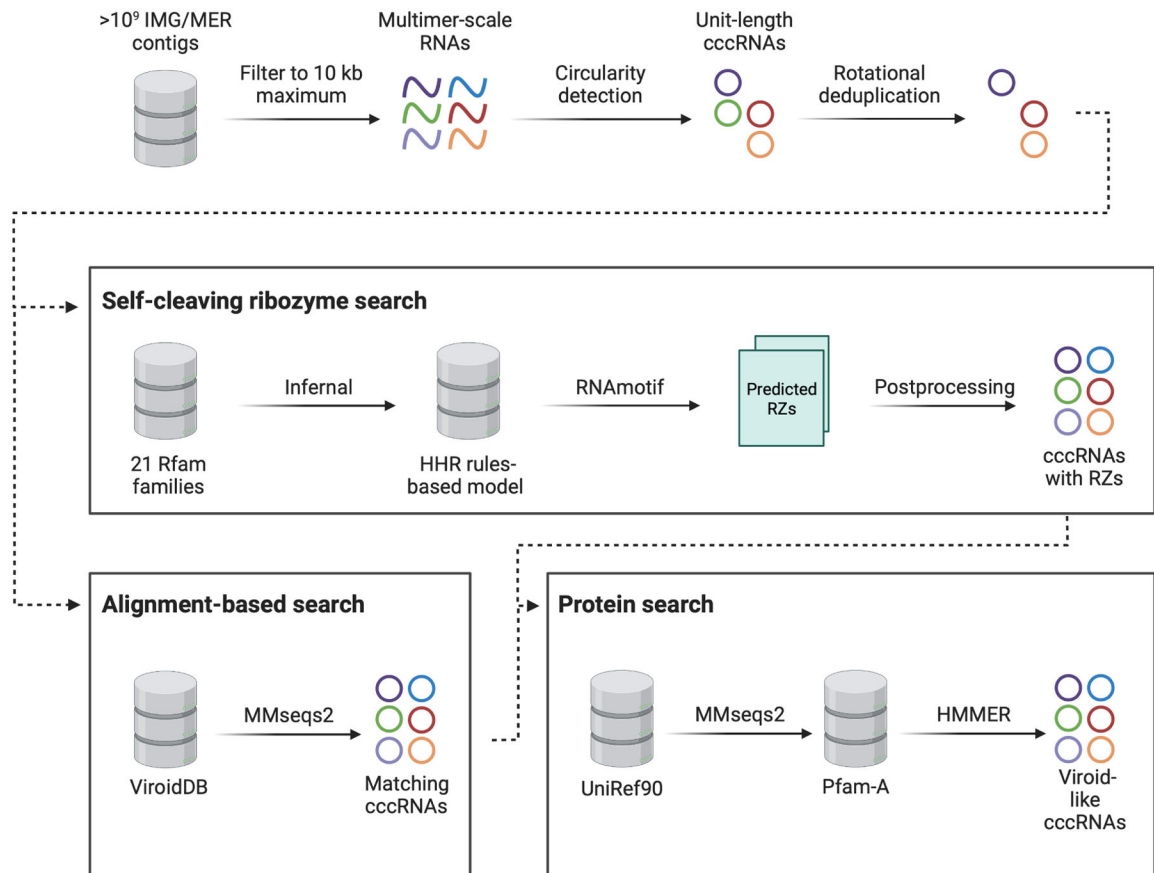 >10⁹ IMG/MER
contigs
Filter to 10 kb
maximum
Multimer-scale
RNAs
Circularity
detection
Unit-length
cccRNAs
Rotational
deduplication
Self-cleaving ribozyme search
21 Rfam
families
Infernal
HHR rules-
based model
RNAmotif
Predicted
RZs
Postprocessing
cccRNAs
with RZs
Alignment-based search
ViroidDB
MMseqs2
Matching
cccRNAs
Protein search
UniRef90
MMseqs2
Pfam-A
HMMER
Viroid-
like
cccRNAs